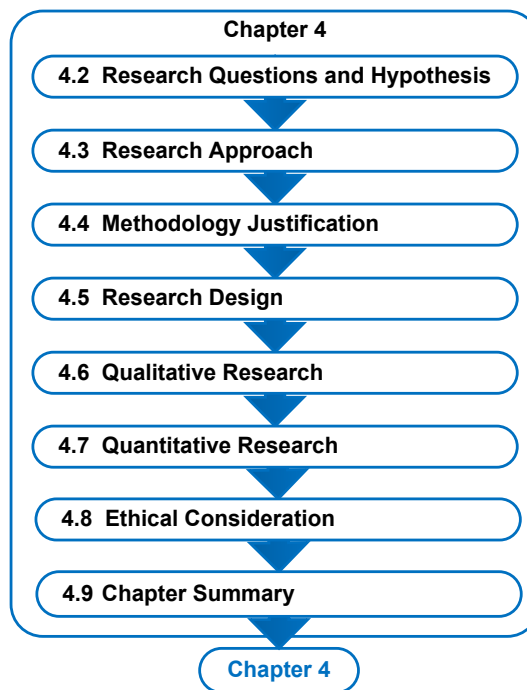 Chapter 4
4.2 Research Questions and Hypothesis
4.3 Research Approach
4.4 Methodology Justification
4.5 Research Design
4.6 Qualitative Research
4.7 Quantitative Research
4.8 Ethical Consideration
4.9 Chapter Summary
Chapter 4